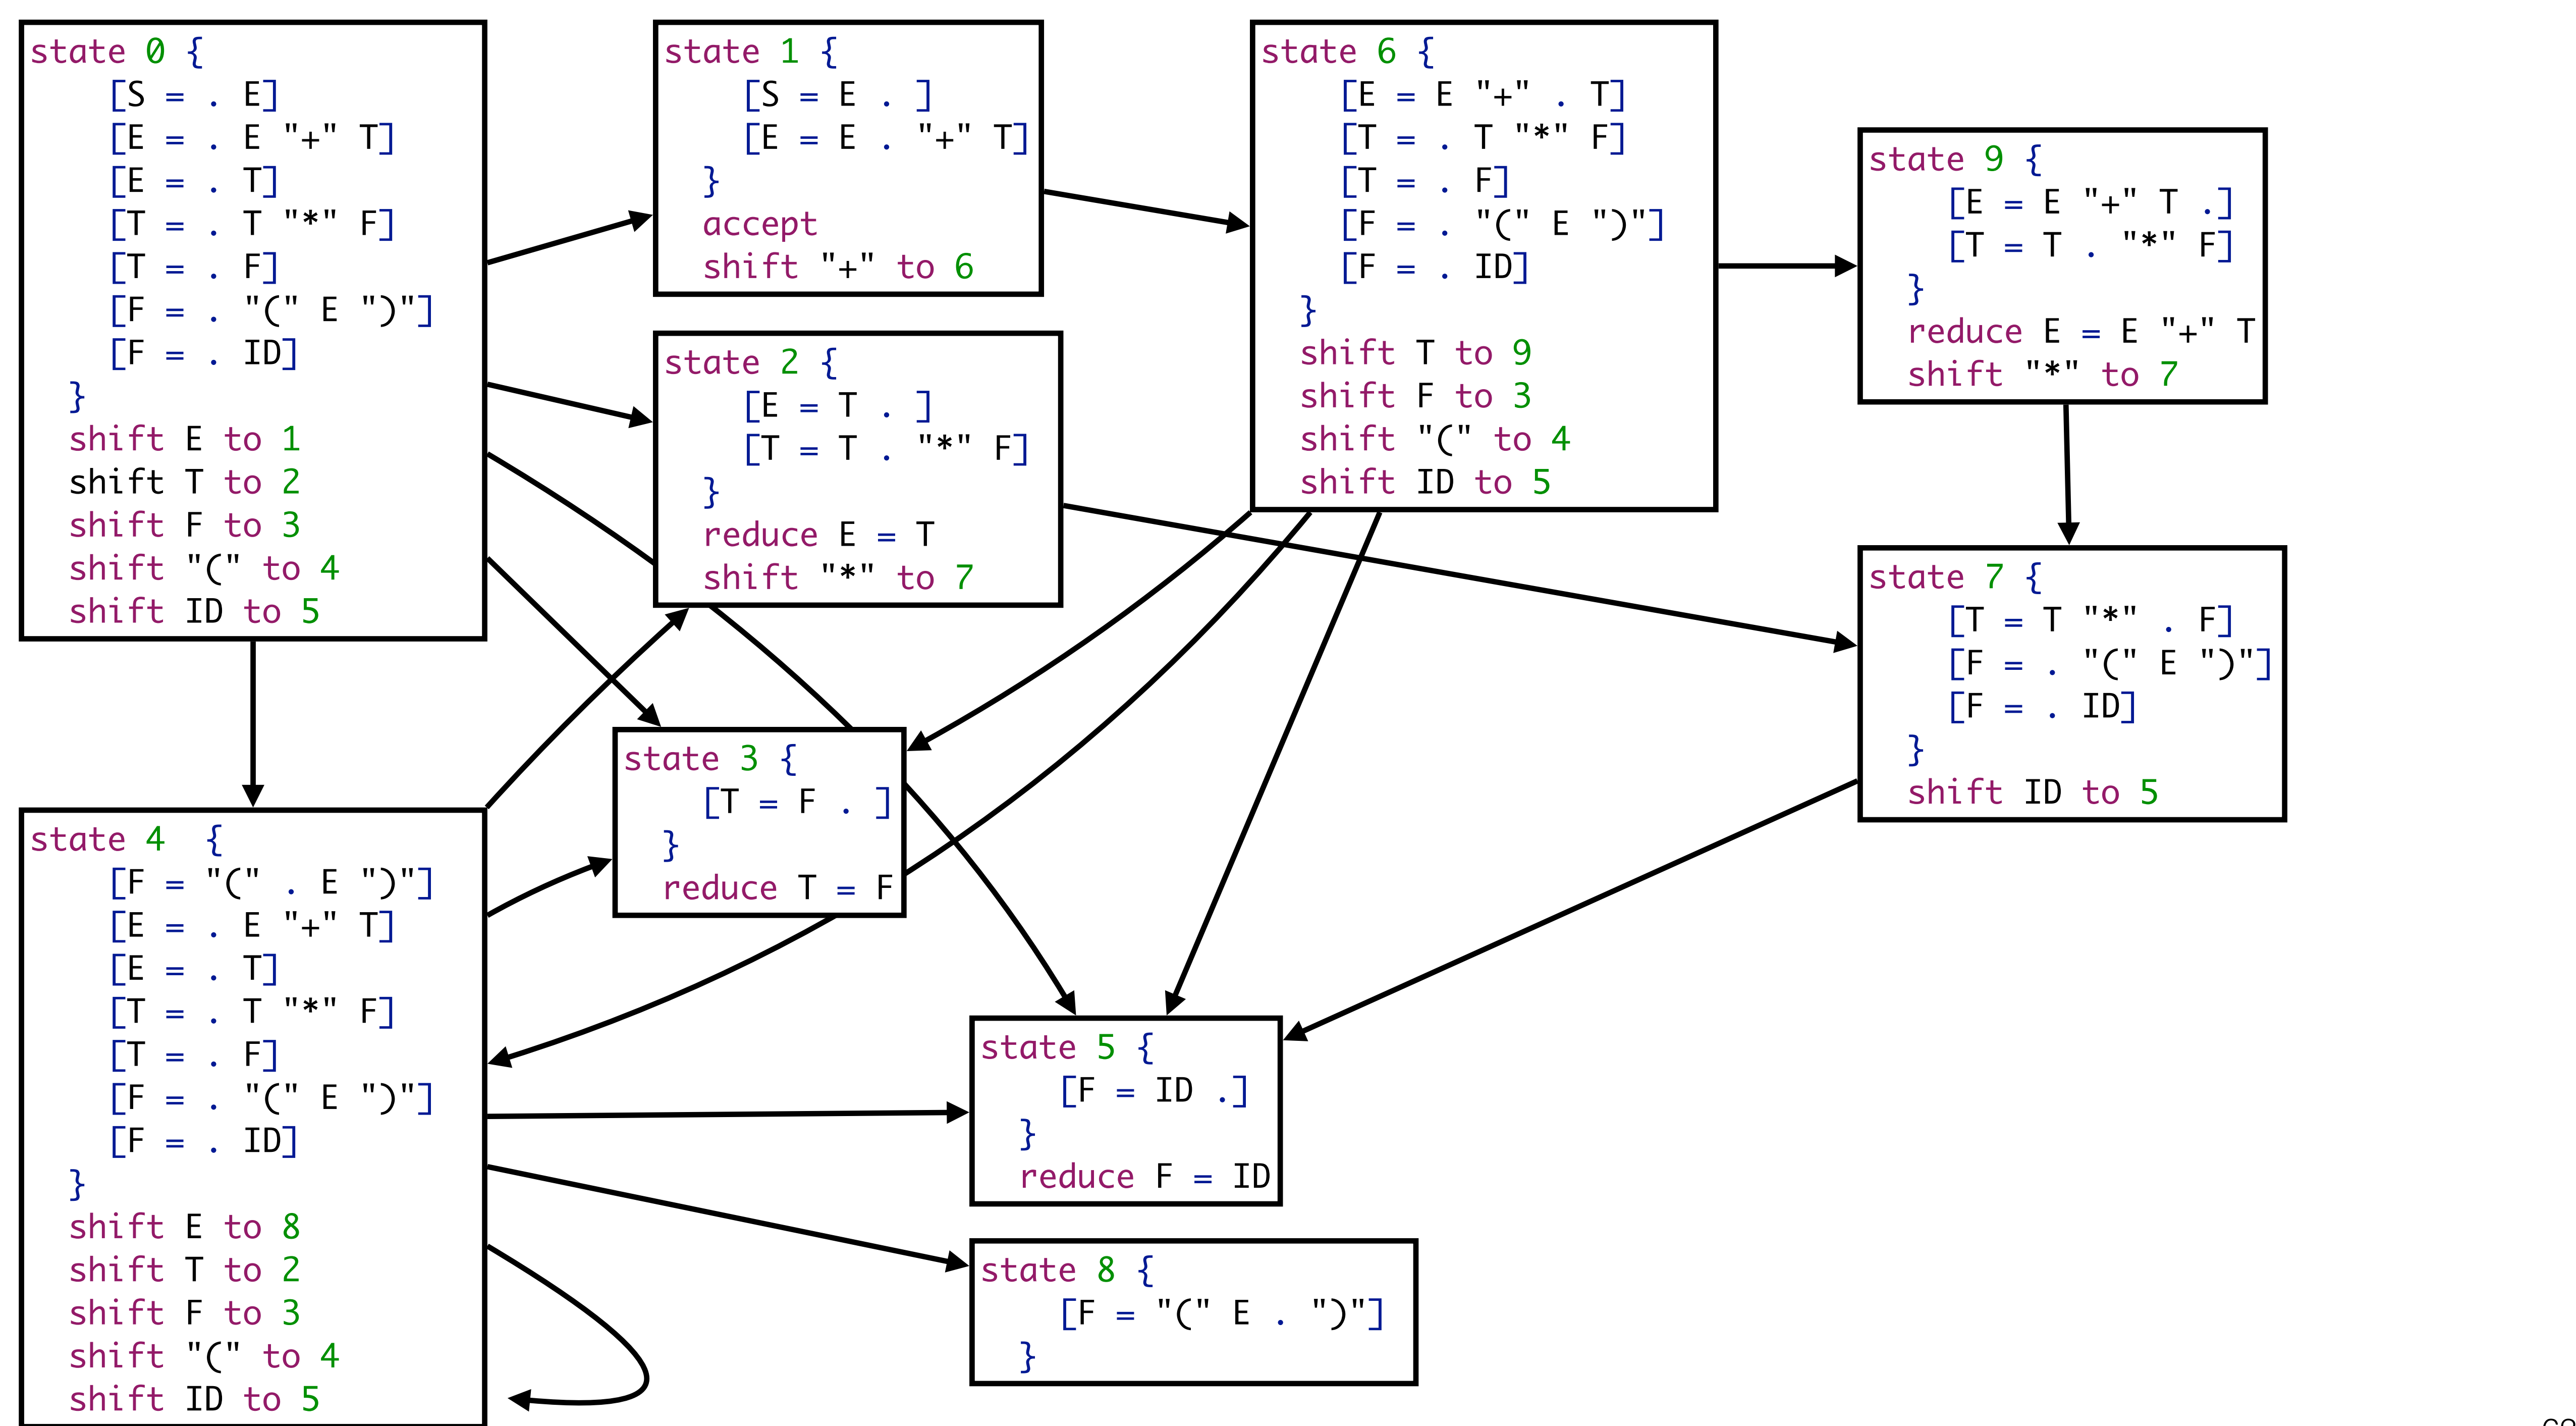 state 0 {
[S = . E]
[E = . E "+" T]
[E = . T]
[T = . T "*" F]
[T = . F]
[F = . "(" E ")"]
[F = . ID]
}
shift E to 1
shift T to 2
shift F to 3
shift "(" to 4
shift ID to 5
state 1 {
[S = E . ]
[E = E . "+" T]
}
accept
shift "+" to 6
state 2 {
[E = T . ]
[T = T . "*" F]
}
reduce E = T
shift "*" to 7
state 6 {
[E = E "+" . T]
[T = . T "*" F]
[T = . F]
[F = . "(" E ")"]
[F = . ID]
}
shift T to 9
shift F to 3
shift "(" to 4
shift ID to 5
state 9 {
[E = E "+" T .]
[T = T . "*" F]
}
reduce E = E "+" T
shift "*" to 7
state 7 {
[T = T "*" . F]
[F = . "(" E ")"]
[F = . ID]
}
shift ID to 5
state 3 {
[T = F . ]
}
reduce T = F
state 4 {
[F = "(" . E ")"]
[E = . E "+" T]
[E = . T]
[T = . T "*" F]
[T = . F]
[F = . "(" E ")"]
[F = . ID]
}
shift E to 8
shift T to 2
shift F to 3
shift "(" to 4
shift ID to 5
state 5 {
[F = ID .]
}
reduce F = ID
state 8 {
[F = "(" E . ")"]
}